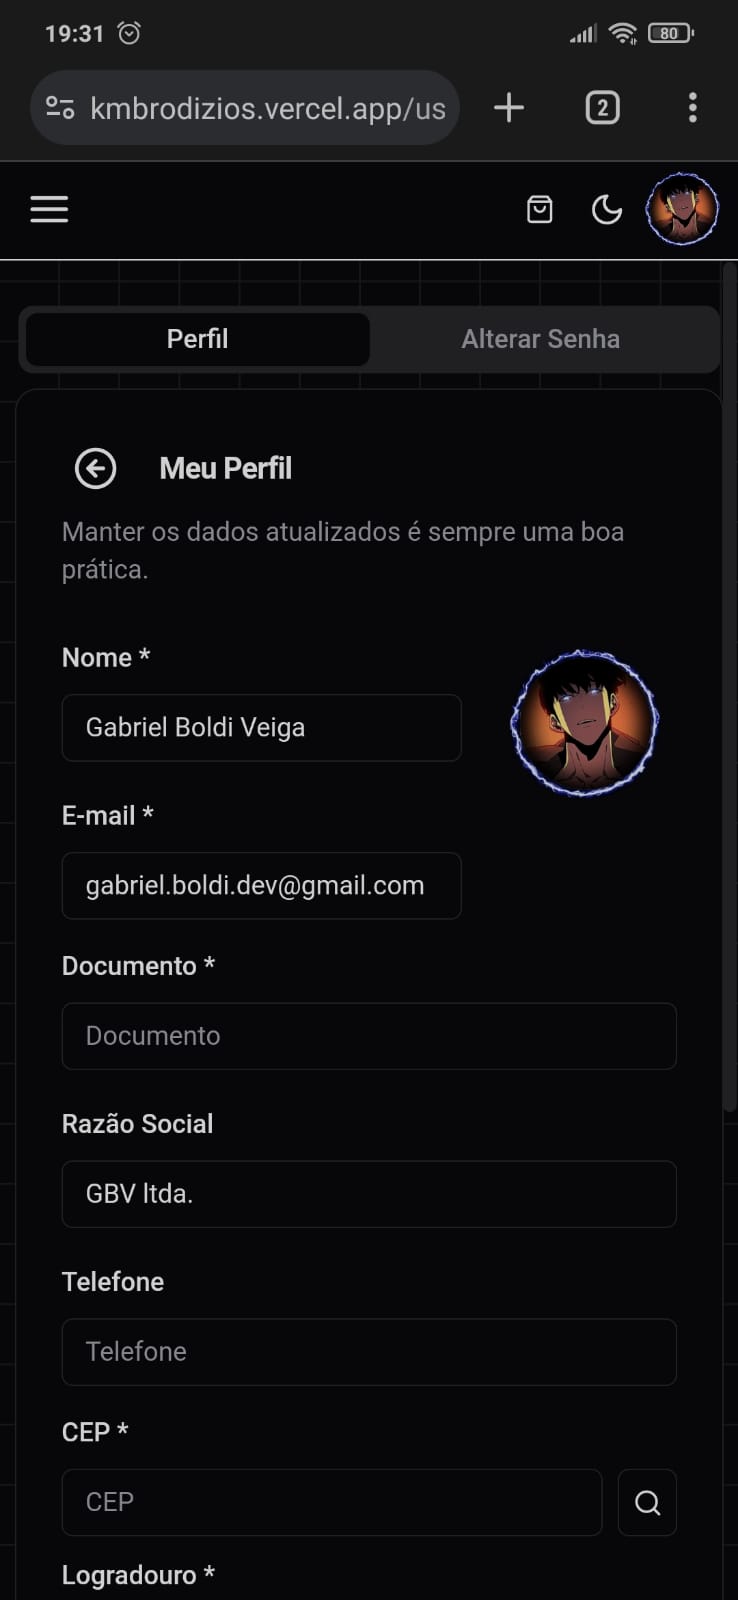 19:31
80
kmbrodizios.vercel.app/us
2
Perfil
Alterar Senha
Meu Perfil
Manter os dados atualizados é sempre uma boa
prática.
Nome *
Gabriel Boldi Veiga
E-mail *
gabriel.boldi.dev@gmail.com
Documento *
Documento
Razão Social
GBV ltda.
Telefone
Telefone
CEP *
CEP
Logradouro *